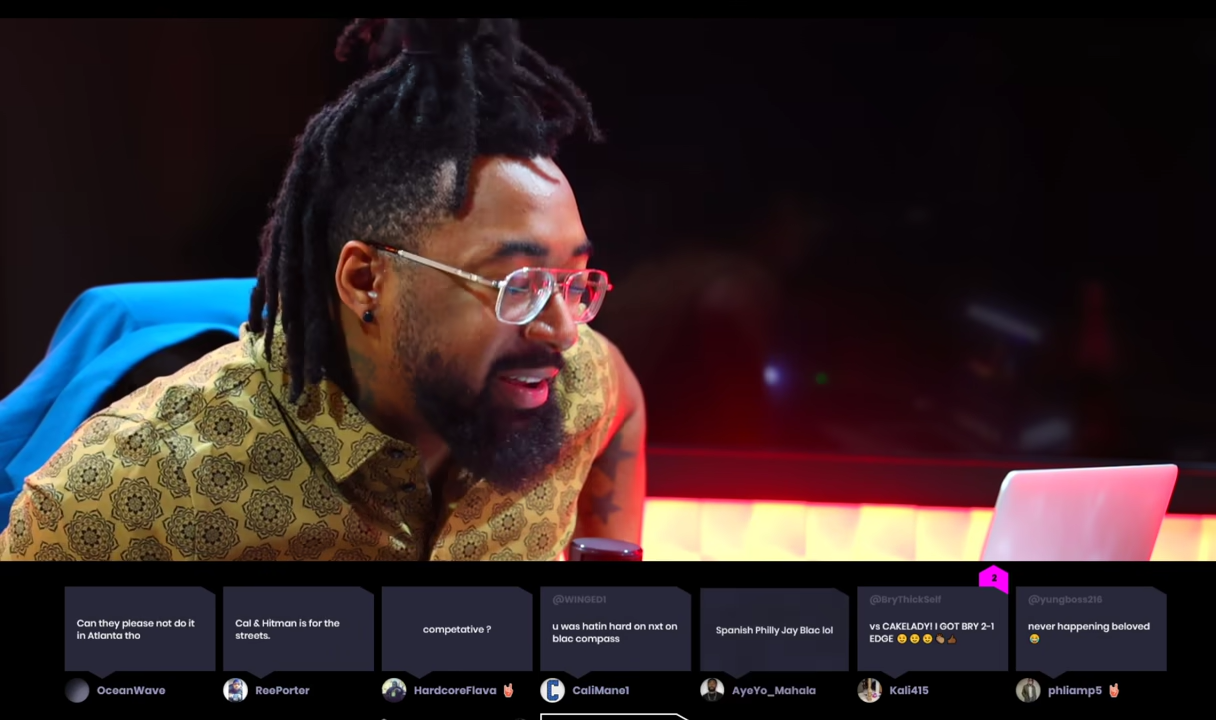 2
Can they please not do it
in Atlanta tho
OceanWave
Cal & Hitman is for the
streets.
ReePorter
competative ?
HardcoreFlava
@WINGED1
u was hatin hard on nxt on
blac compass
CaliMane1
Spanish Philly Jay Blac lol
AyeYo_Mahala
@BryThickSelf
vs CAKELADY! I GOT BRY 2-1
EDGE 😉😉😉👏🏾👍🏾
Kali415
@yungboss216
never happening beloved
😂
phliamp5